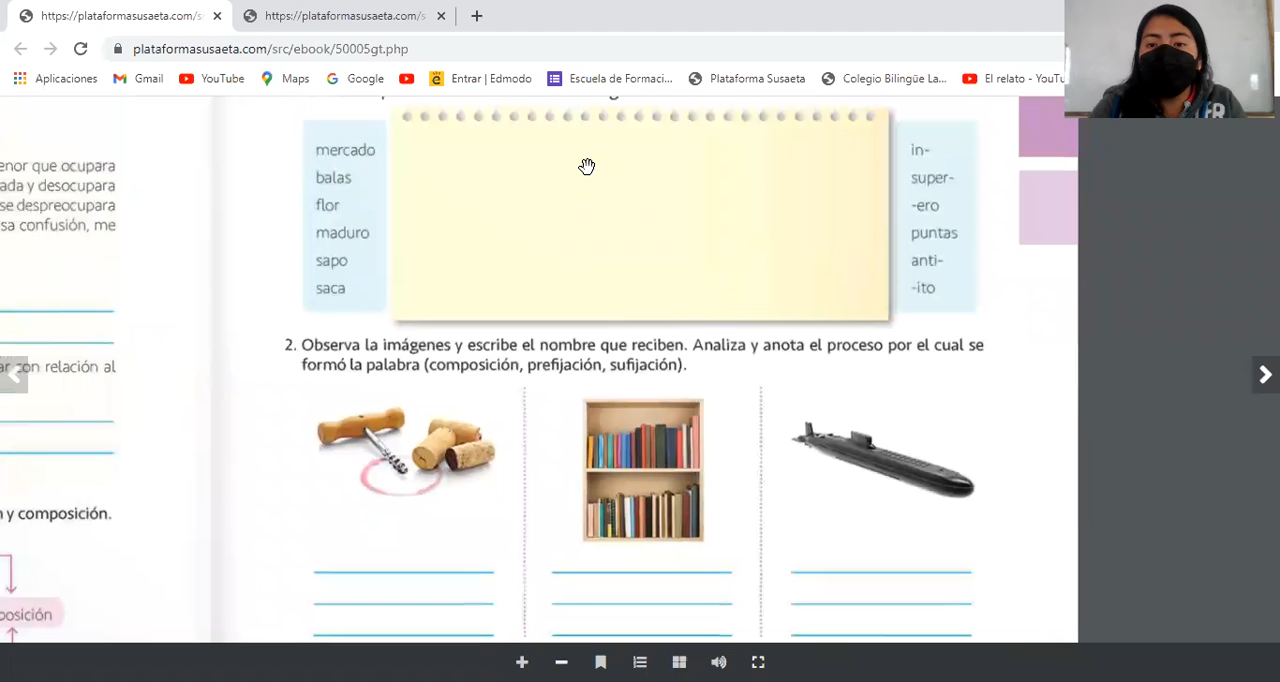 https://plataformasusaeta.com/s
https://plataformasusaeta.com/s
plataformasusaeta.com/src/ebook/50005gt.php
Aplicaciones
Gmail
YouTube
Maps
Google
Entrar | Edmodo
Escuela de Formaci...
Plataforma Susaeta
Colegio Bilingüe La...
El relato - YouTu
enor que ocupara
ada y desocupara
se despreocupara
sa confusión, me
ar con relación al
n y composición.
posición
mercado
balas
flor
maduro
sapo
saca
in-
super-
-ero
puntas
anti-
-ito
2. Observa la imágenes y escribe el nombre que reciben. Analiza y anota el proceso por el cual se
formó la palabra (composición, prefijación, sufijación).